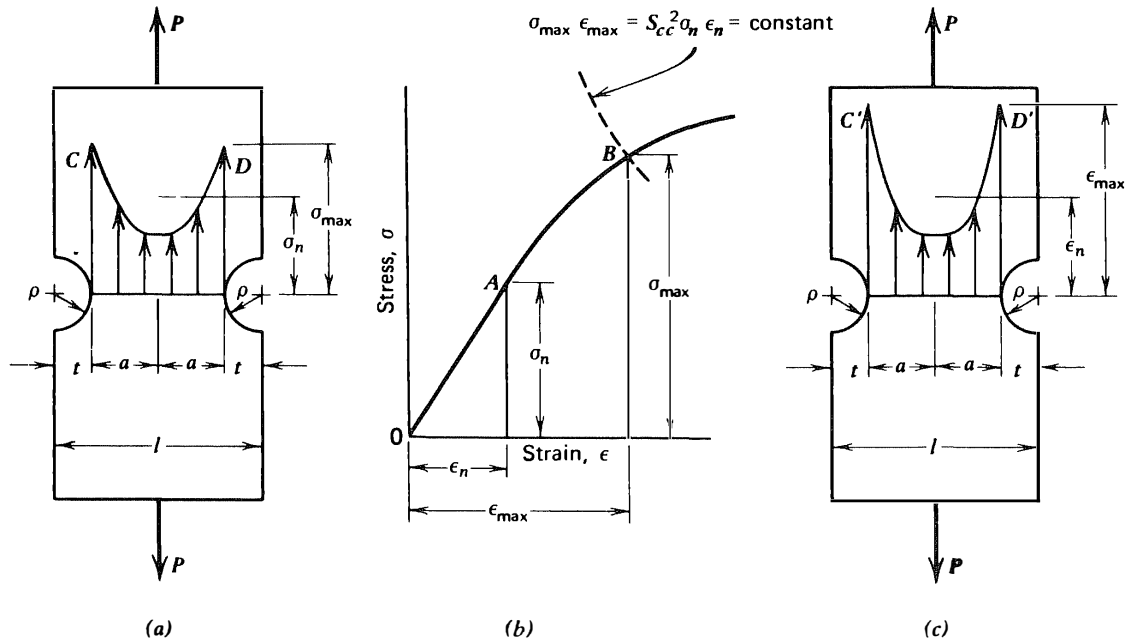 P
C
D
σn
σmax
ρ
ρ
t
a
a
t
l
P
(a)
σmax ϵmax = Scc²σn ϵn = constant
Stress, σ
B
A
σn
σmax
0
Strain, ϵ
ϵn
ϵmax
(b)
P
C'
D'
ϵn
ϵmax
ρ
ρ
t
a
a
t
l
P
(c)